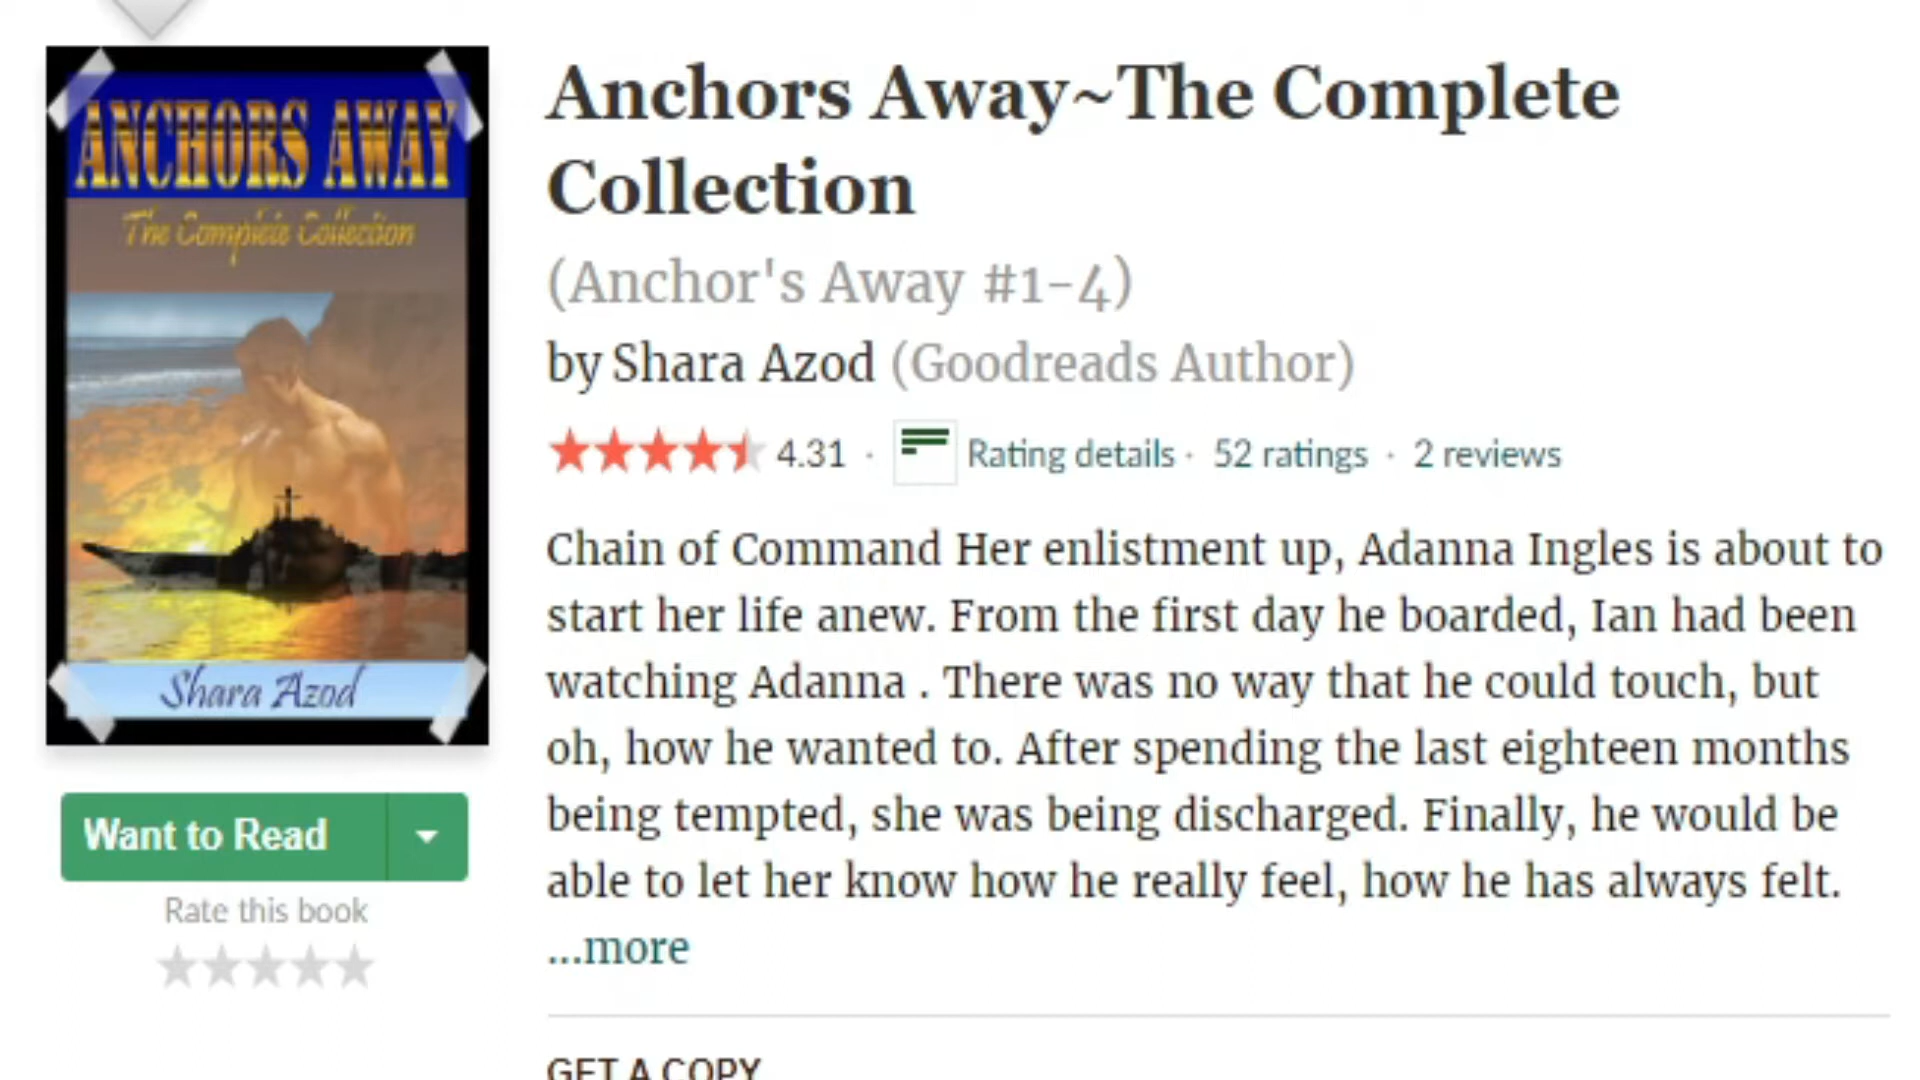 ANCHORS AWAY
The Complete Collection
Shara Azod
Want to Read
Rate this book
Anchors Away~The Complete
Collection
(Anchor's Away #1-4)
by Shara Azod (Goodreads Author)
4.31 · Rating details · 52 ratings · 2 reviews
Chain of Command Her enlistment up, Adanna Ingles is about to
start her life anew. From the first day he boarded, Ian had been
watching Adanna . There was no way that he could touch, but
oh, how he wanted to. After spending the last eighteen months
being tempted, she was being discharged. Finally, he would be
able to let her know how he really feel, how he has always felt.
...more
GET A COPY